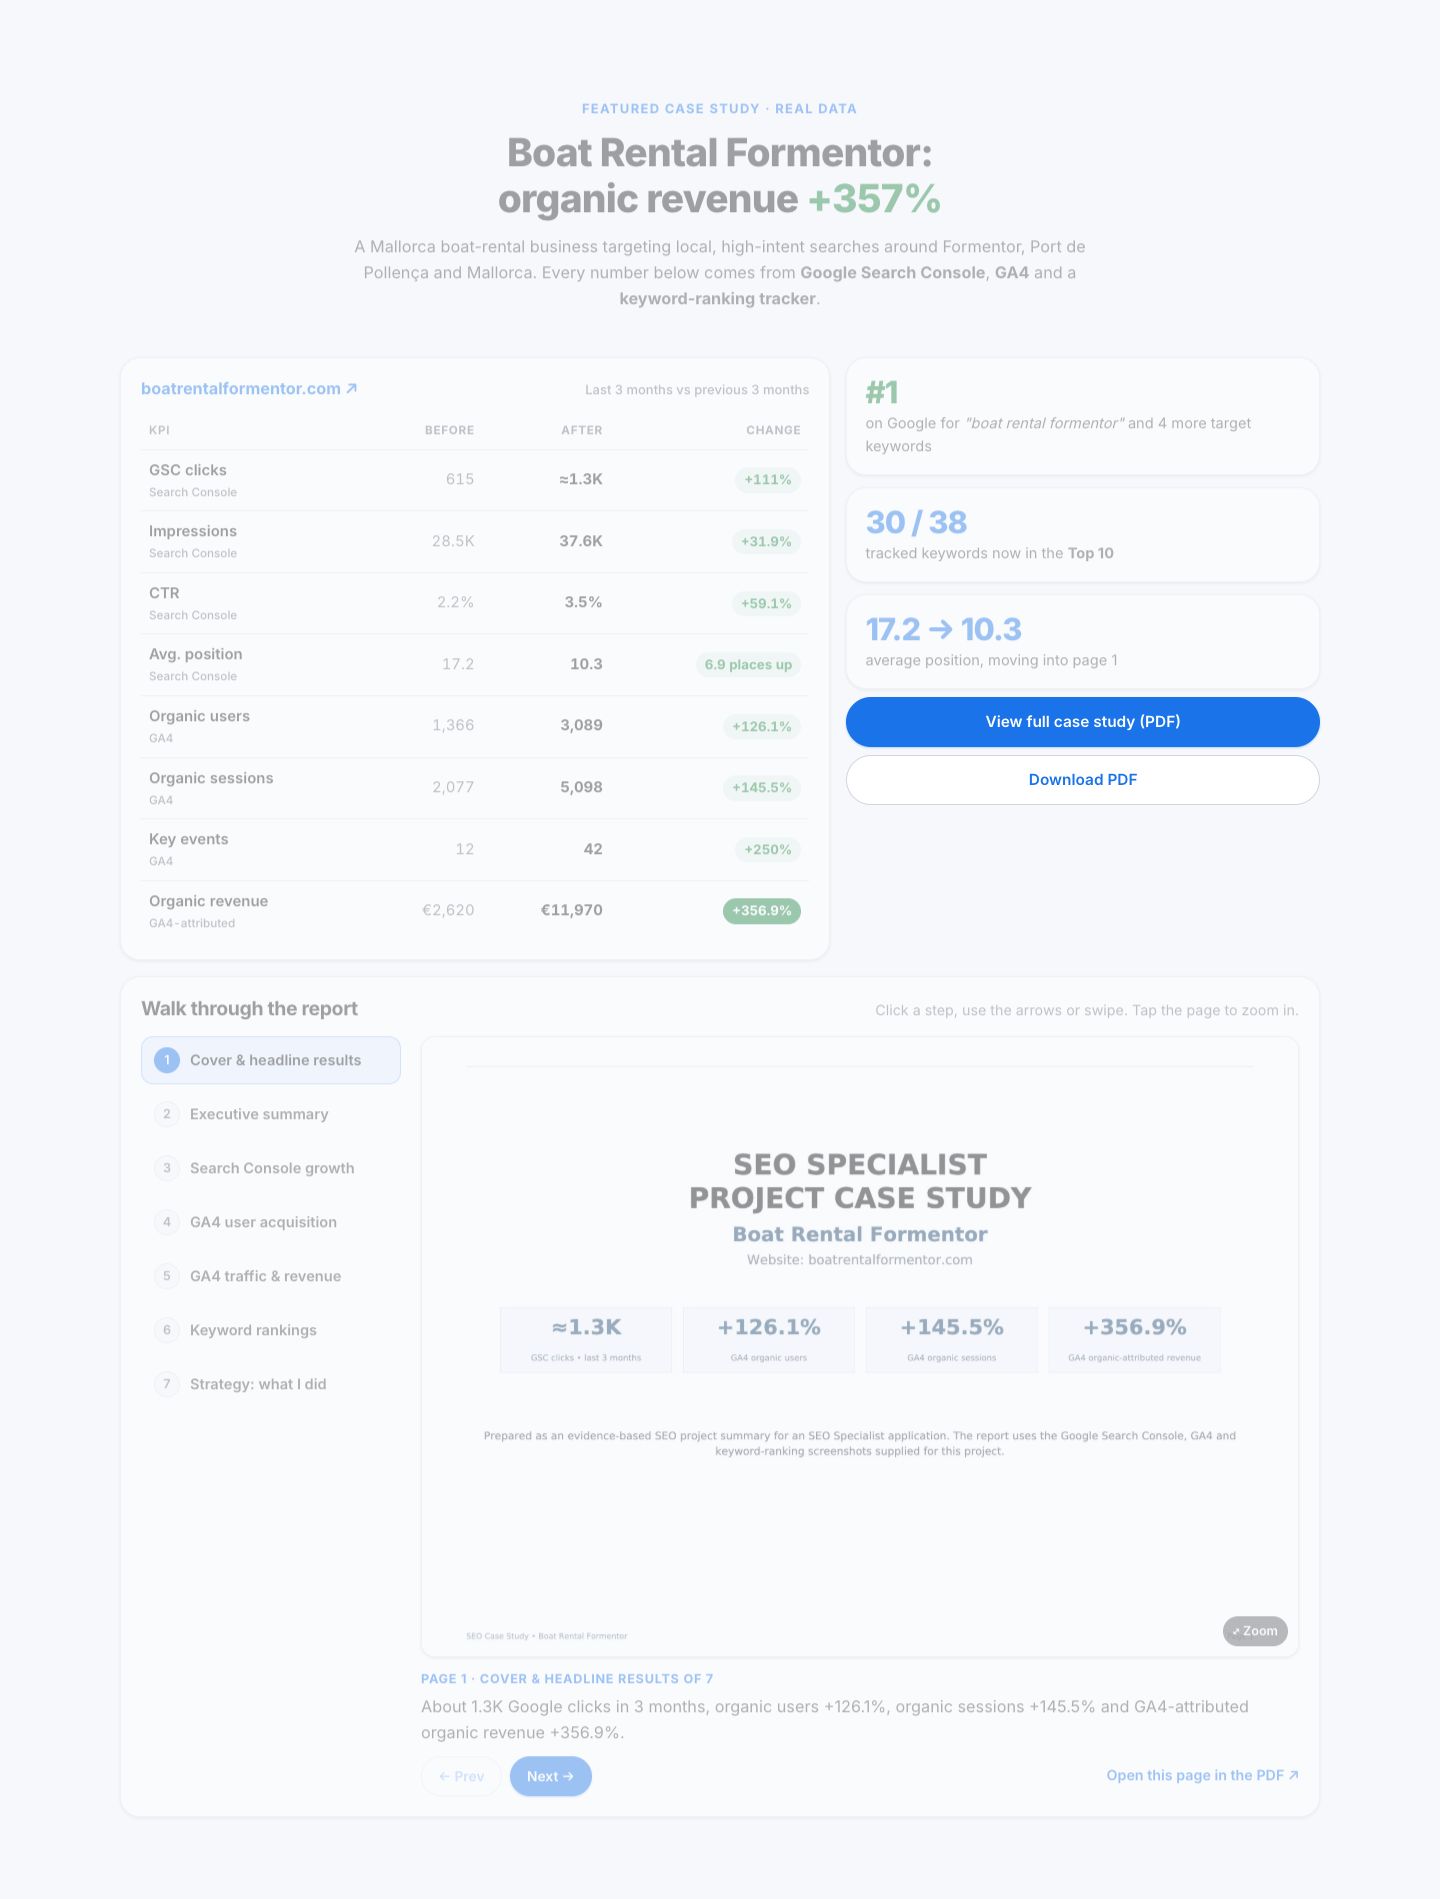 FEATURED CASE STUDY · REAL DATA
Boat Rental Formentor:
organic revenue +357%
A Mallorca boat-rental business targeting local, high-intent searches around Formentor, Port de
Pollença and Mallorca. Every number below comes from Google Search Console, GA4 and a
keyword-ranking tracker.
boatrentalformentor.com ↗
Last 3 months vs previous 3 months
KPI BEFORE AFTER CHANGE
GSC clicks
Search Console
615 ≈1.3K +111%
Impressions
Search Console
28.5K 37.6K +31.9%
CTR
Search Console
2.2% 3.5% +59.1%
Avg. position
Search Console
17.2 10.3 6.9 places up
Organic users
GA4
1,366 3,089 +126.1%
Organic sessions
GA4
2,077 5,098 +145.5%
Key events
GA4
12 42 +250%
Organic revenue
GA4-attributed
€2,620 €11,970 +356.9%
#1
on Google for "boat rental formentor" and 4 more target
keywords
30 / 38
tracked keywords now in the Top 10
17.2 → 10.3
average position, moving into page 1
View full case study (PDF)
Download PDF
Walk through the report
Click a step, use the arrows or swipe. Tap the page to zoom in.
1 Cover & headline results
2 Executive summary
3 Search Console growth
4 GA4 user acquisition
5 GA4 traffic & revenue
6 Keyword rankings
7 Strategy: what I did
SEO SPECIALIST
PROJECT CASE STUDY
Boat Rental Formentor
Website: boatrentalformentor.com
≈1.3K
GSC clicks • last 3 months
+126.1%
GA4 organic users
+145.5%
GA4 organic sessions
+356.9%
GA4 organic-attributed revenue
Prepared as an evidence-based SEO project summary for an SEO Specialist application. The report uses the Google Search Console, GA4 and
keyword-ranking screenshots supplied for this project.
SEO Case Study • Boat Rental Formentor
⤢ Zoom
PAGE 1 · COVER & HEADLINE RESULTS OF 7
About 1.3K Google clicks in 3 months, organic users +126.1%, organic sessions +145.5% and GA4-attributed
organic revenue +356.9%.
← Prev
Next →
Open this page in the PDF ↗